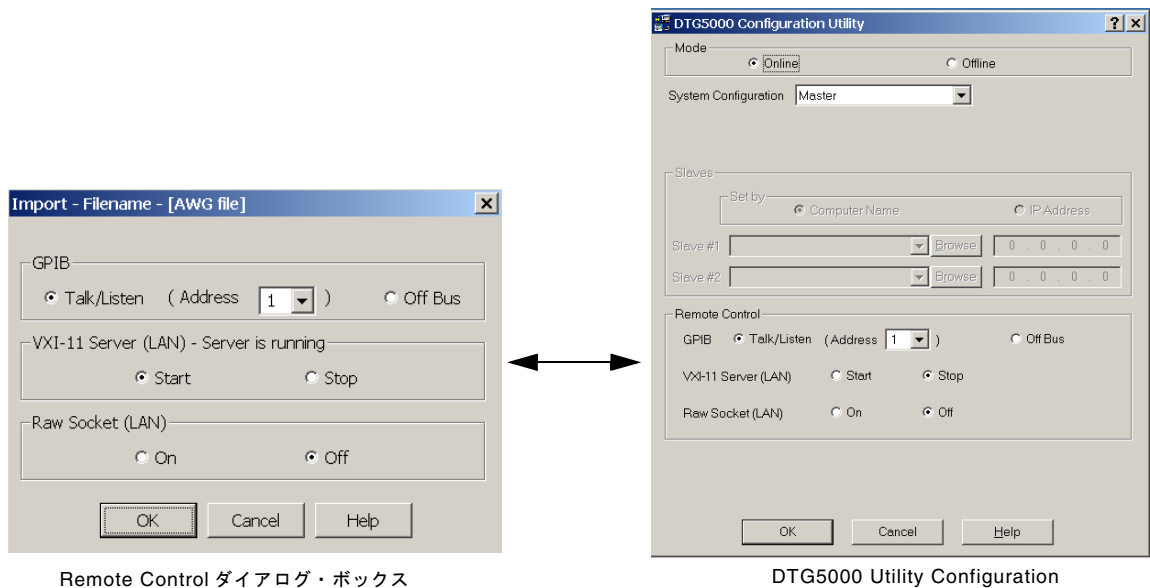 Import - Filename - [AWG file]
GPIB
Talk/Listen ( Address 1 ) Off Bus
VXI-11 Server (LAN) - Server is running
Start Stop
Raw Socket (LAN)
On Off
OK Cancel Help
Remote Control ダイアログ・ボックス
DTG5000 Configuration Utility
Mode
Online Offline
System Configuration Master
Slaves
Set by
Computer Name IP Address
Slave #1 Browse 0 . 0 . 0 . 0
Slave #2 Browse 0 . 0 . 0 . 0
Remote Control
GPIB Talk/Listen (Address 1 ) Off Bus
VXI-11 Server (LAN) Start Stop
Raw Socket (LAN) On Off
OK Cancel Help
DTG5000 Utility Configuration